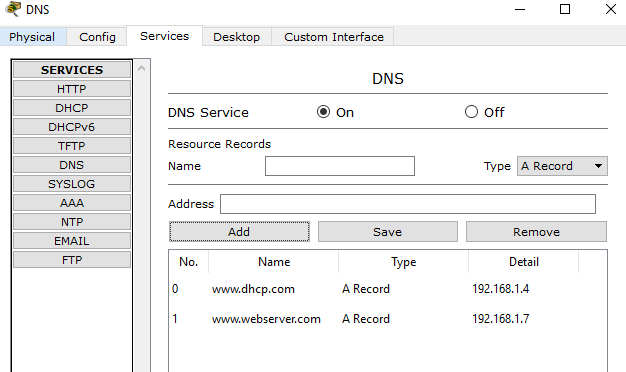 DNS
Physical Config Services Desktop Custom Interface
SERVICES
HTTP
DHCP
DHCPv6
TFTP
DNS
SYSLOG
AAA
NTP
EMAIL
FTP
DNS
DNS Service On Off
Resource Records
Name Type A Record
Address
Add Save Remove
No. Name Type Detail
0 www.dhcp.com A Record 192.168.1.4
1 www.webserver.com A Record 192.168.1.7